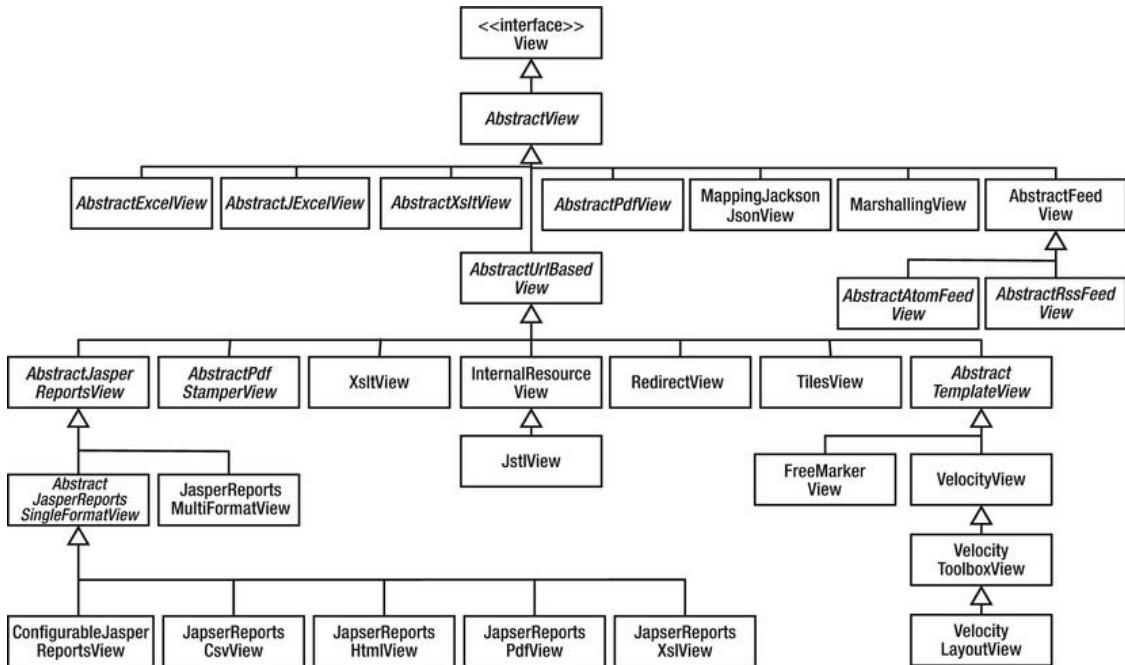 <<interface>>
View
AbstractView
AbstractExcelView
AbstractJExcelView
AbstractXsltView
AbstractPdfView
MappingJackson
JsonView
MarshallingView
AbstractFeed
View
AbstractUrlBased
View
AbstractAtomFeed
View
AbstractRssFeed
View
AbstractJasper
ReportsView
AbstractPdf
StamperView
XsltView
InternalResource
View
RedirectView
TilesView
Abstract
TemplateView
JstlView
FreeMarker
View
VelocityView
Abstract
JasperReports
SingleFormatView
JasperReports
MultiFormatView
Velocity
ToolboxView
ConfigurableJasper
ReportsView
JapserReports
CsvView
JapserReports
HtmlView
JapserReports
PdfView
JapserReports
XslView
Velocity
LayoutView